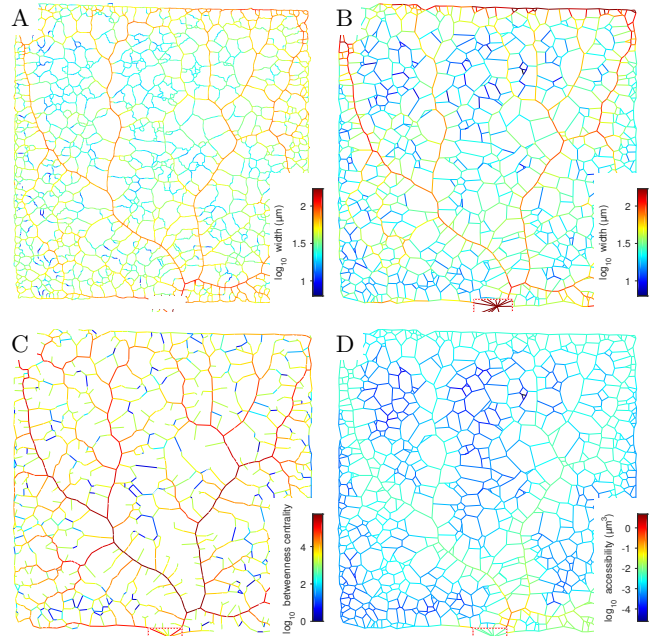 A
B
2
1.5
1
log₁₀ width (µm)
2
1.5
1
log₁₀ width (µm)
C
D
4
2
0
log₁₀ betweenness centrality
0
-1
-2
-3
-4
log₁₀ accessibility (µm³)